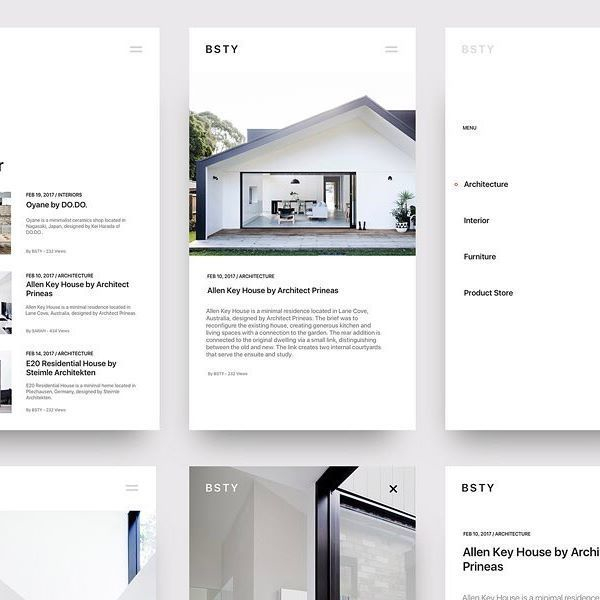 r
FEB 19, 2017 / INTERIORS
Oyane by DO.DO.
Oyane is a minimalist ceramics shop located in
Nagasaki, Japan, designed by Kei Harada of
DO.DO.
By BSTY - 232 Views
FEB 10, 2017 / ARCHITECTURE
Allen Key House by Architect
Prineas
Allen Key House is a minimal residence located in
Lane Cove, Australia, designed by Architect Prineas
By SARAH - 434 Views
FEB 14, 2017 / ARCHITECTURE
E20 Residential House by
Steimle Architekten
E20 Residential House is a minimal home located in
Pliezhausen, Germany, designed by Steimle
Architekten.
By BSTY - 232 Views
BSTY
FEB 10, 2017 / ARCHITECTURE
Allen Key House by Architect Prineas
Allen Key House is a minimal residence located in Lane Cove,
Australia, designed by Architect Prineas. The brief was to
reconfigure the existing house, creating generous kitchen and
living spaces with a connection to the garden. The rear addition is
connected to the original dwelling via a small link, distinguishing
between the old and new. The link creates two internal courtyards
that serve the ensuite and study.
By BSTY - 232 Views
BSTY
MENU
Architecture
Interior
Furniture
Product Store
BSTY
BSTY
FEB 10, 2017 / ARCHITECTURE
Allen Key House by Archi
Prineas
Allen Key House is a minimal residence